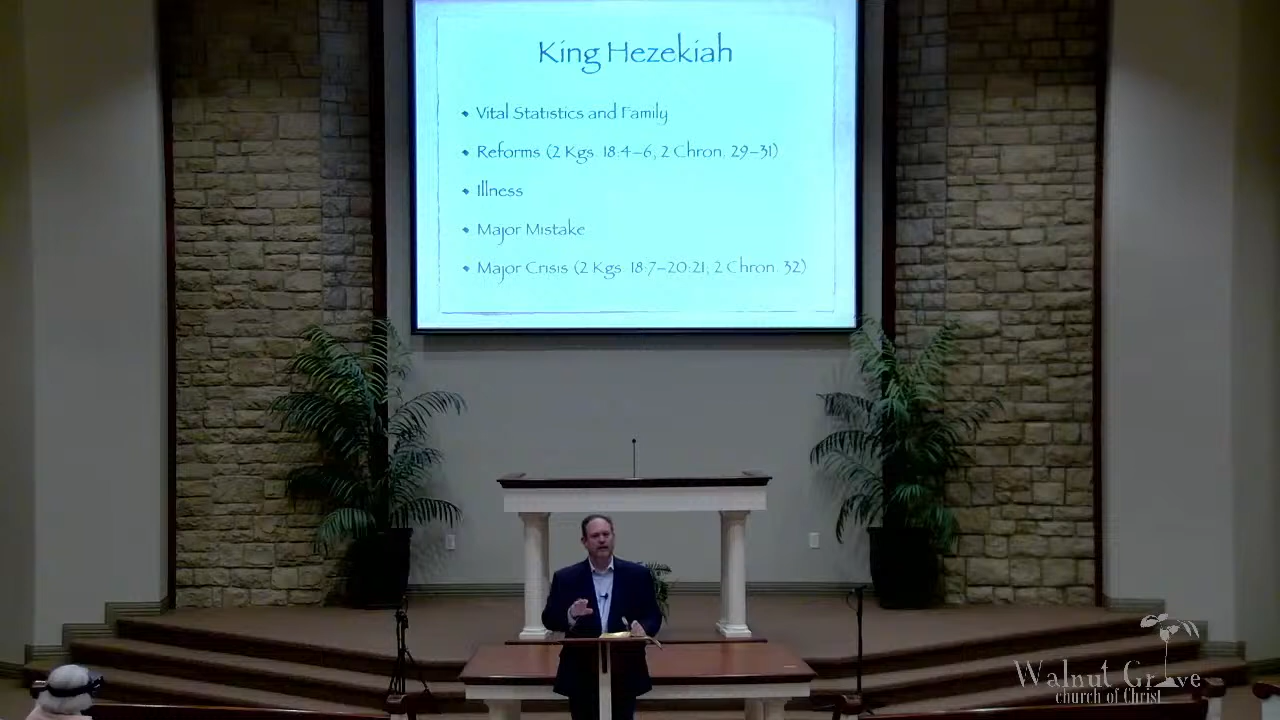 King Hezekiah
• Vital Statistics and Family
• Reforms (2 Kgs. 18:4–6; 2 Chron. 29–31)
• Illness
• Major Mistake
• Major Crisis (2 Kgs. 18:7–20:21; 2 Chron. 32)
Walnut Grove
church of Christ